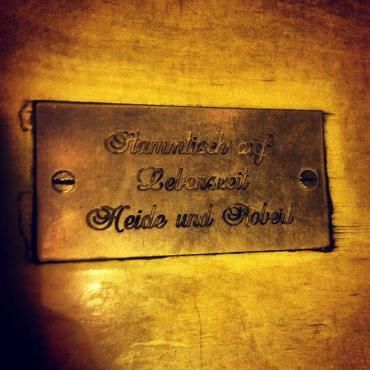 Stammtisch auf
Lebenszeit
Heide und Robert